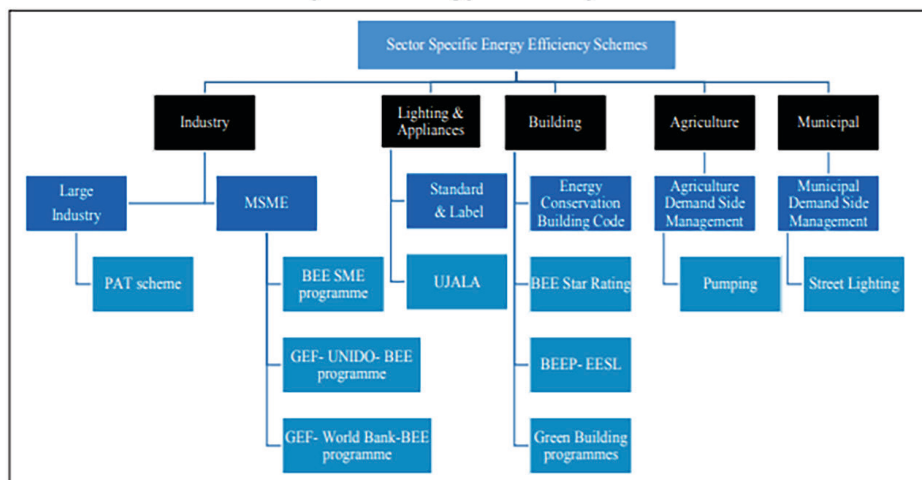 Sector Specific Energy Efficiency Schemes
Industry
Lighting &
Appliances
Building
Agriculture
Municipal
Large
Industry
MSME
Standard
& Label
Energy
Conservation
Building Code
Agriculture
Demand Side
Management
Municipal
Demand Side
Management
PAT scheme
BEE SME
programme
UJALA
BEE Star Rating
Pumping
Street Lighting
GEF- UNIDO- BEE
programme
BEEP- EESL
GEF- World Bank-BEE
programme
Green Building
programmes